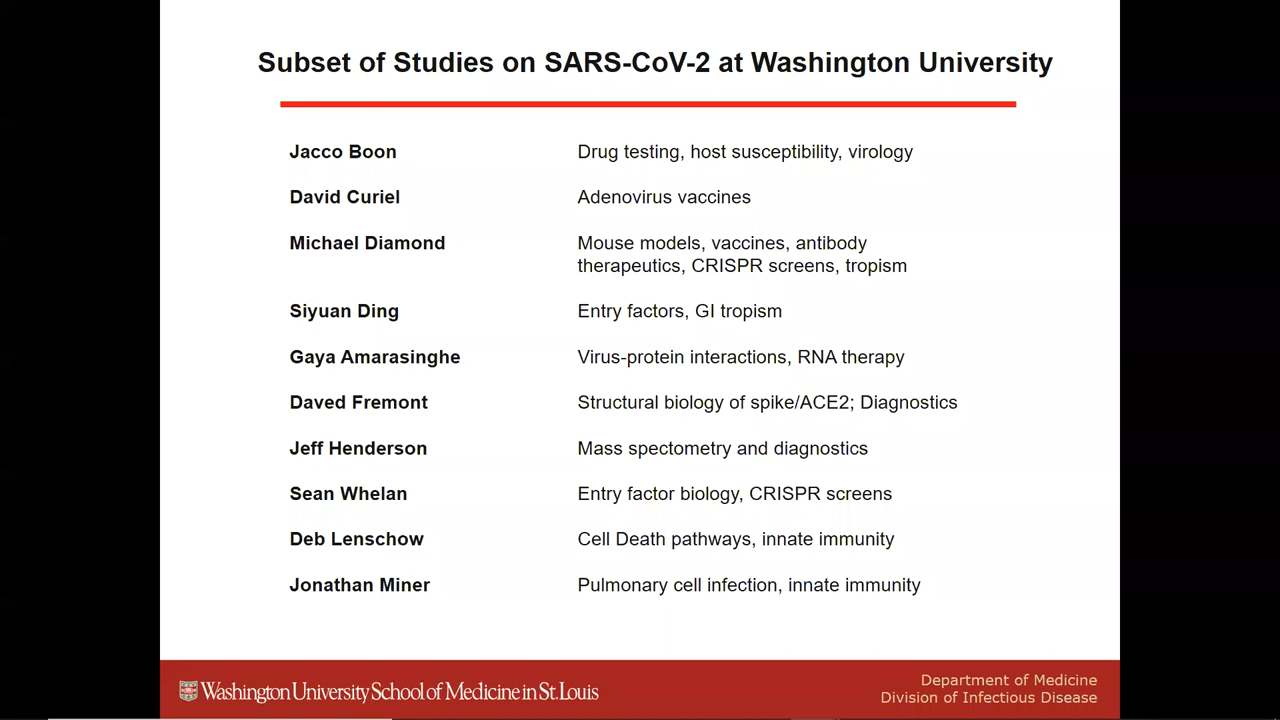 Subset of Studies on SARS-CoV-2 at Washington University
Jacco Boon Drug testing, host susceptibility, virology
David Curiel Adenovirus vaccines
Michael Diamond Mouse models, vaccines, antibody
therapeutics, CRISPR screens, tropism
Siyuan Ding Entry factors, GI tropism
Gaya Amarasinghe Virus-protein interactions, RNA therapy
Daved Fremont Structural biology of spike/ACE2; Diagnostics
Jeff Henderson Mass spectometry and diagnostics
Sean Whelan Entry factor biology, CRISPR screens
Deb Lenschow Cell Death pathways, innate immunity
Jonathan Miner Pulmonary cell infection, innate immunity
Washington University School of Medicine in St. Louis
Department of Medicine
Division of Infectious Disease